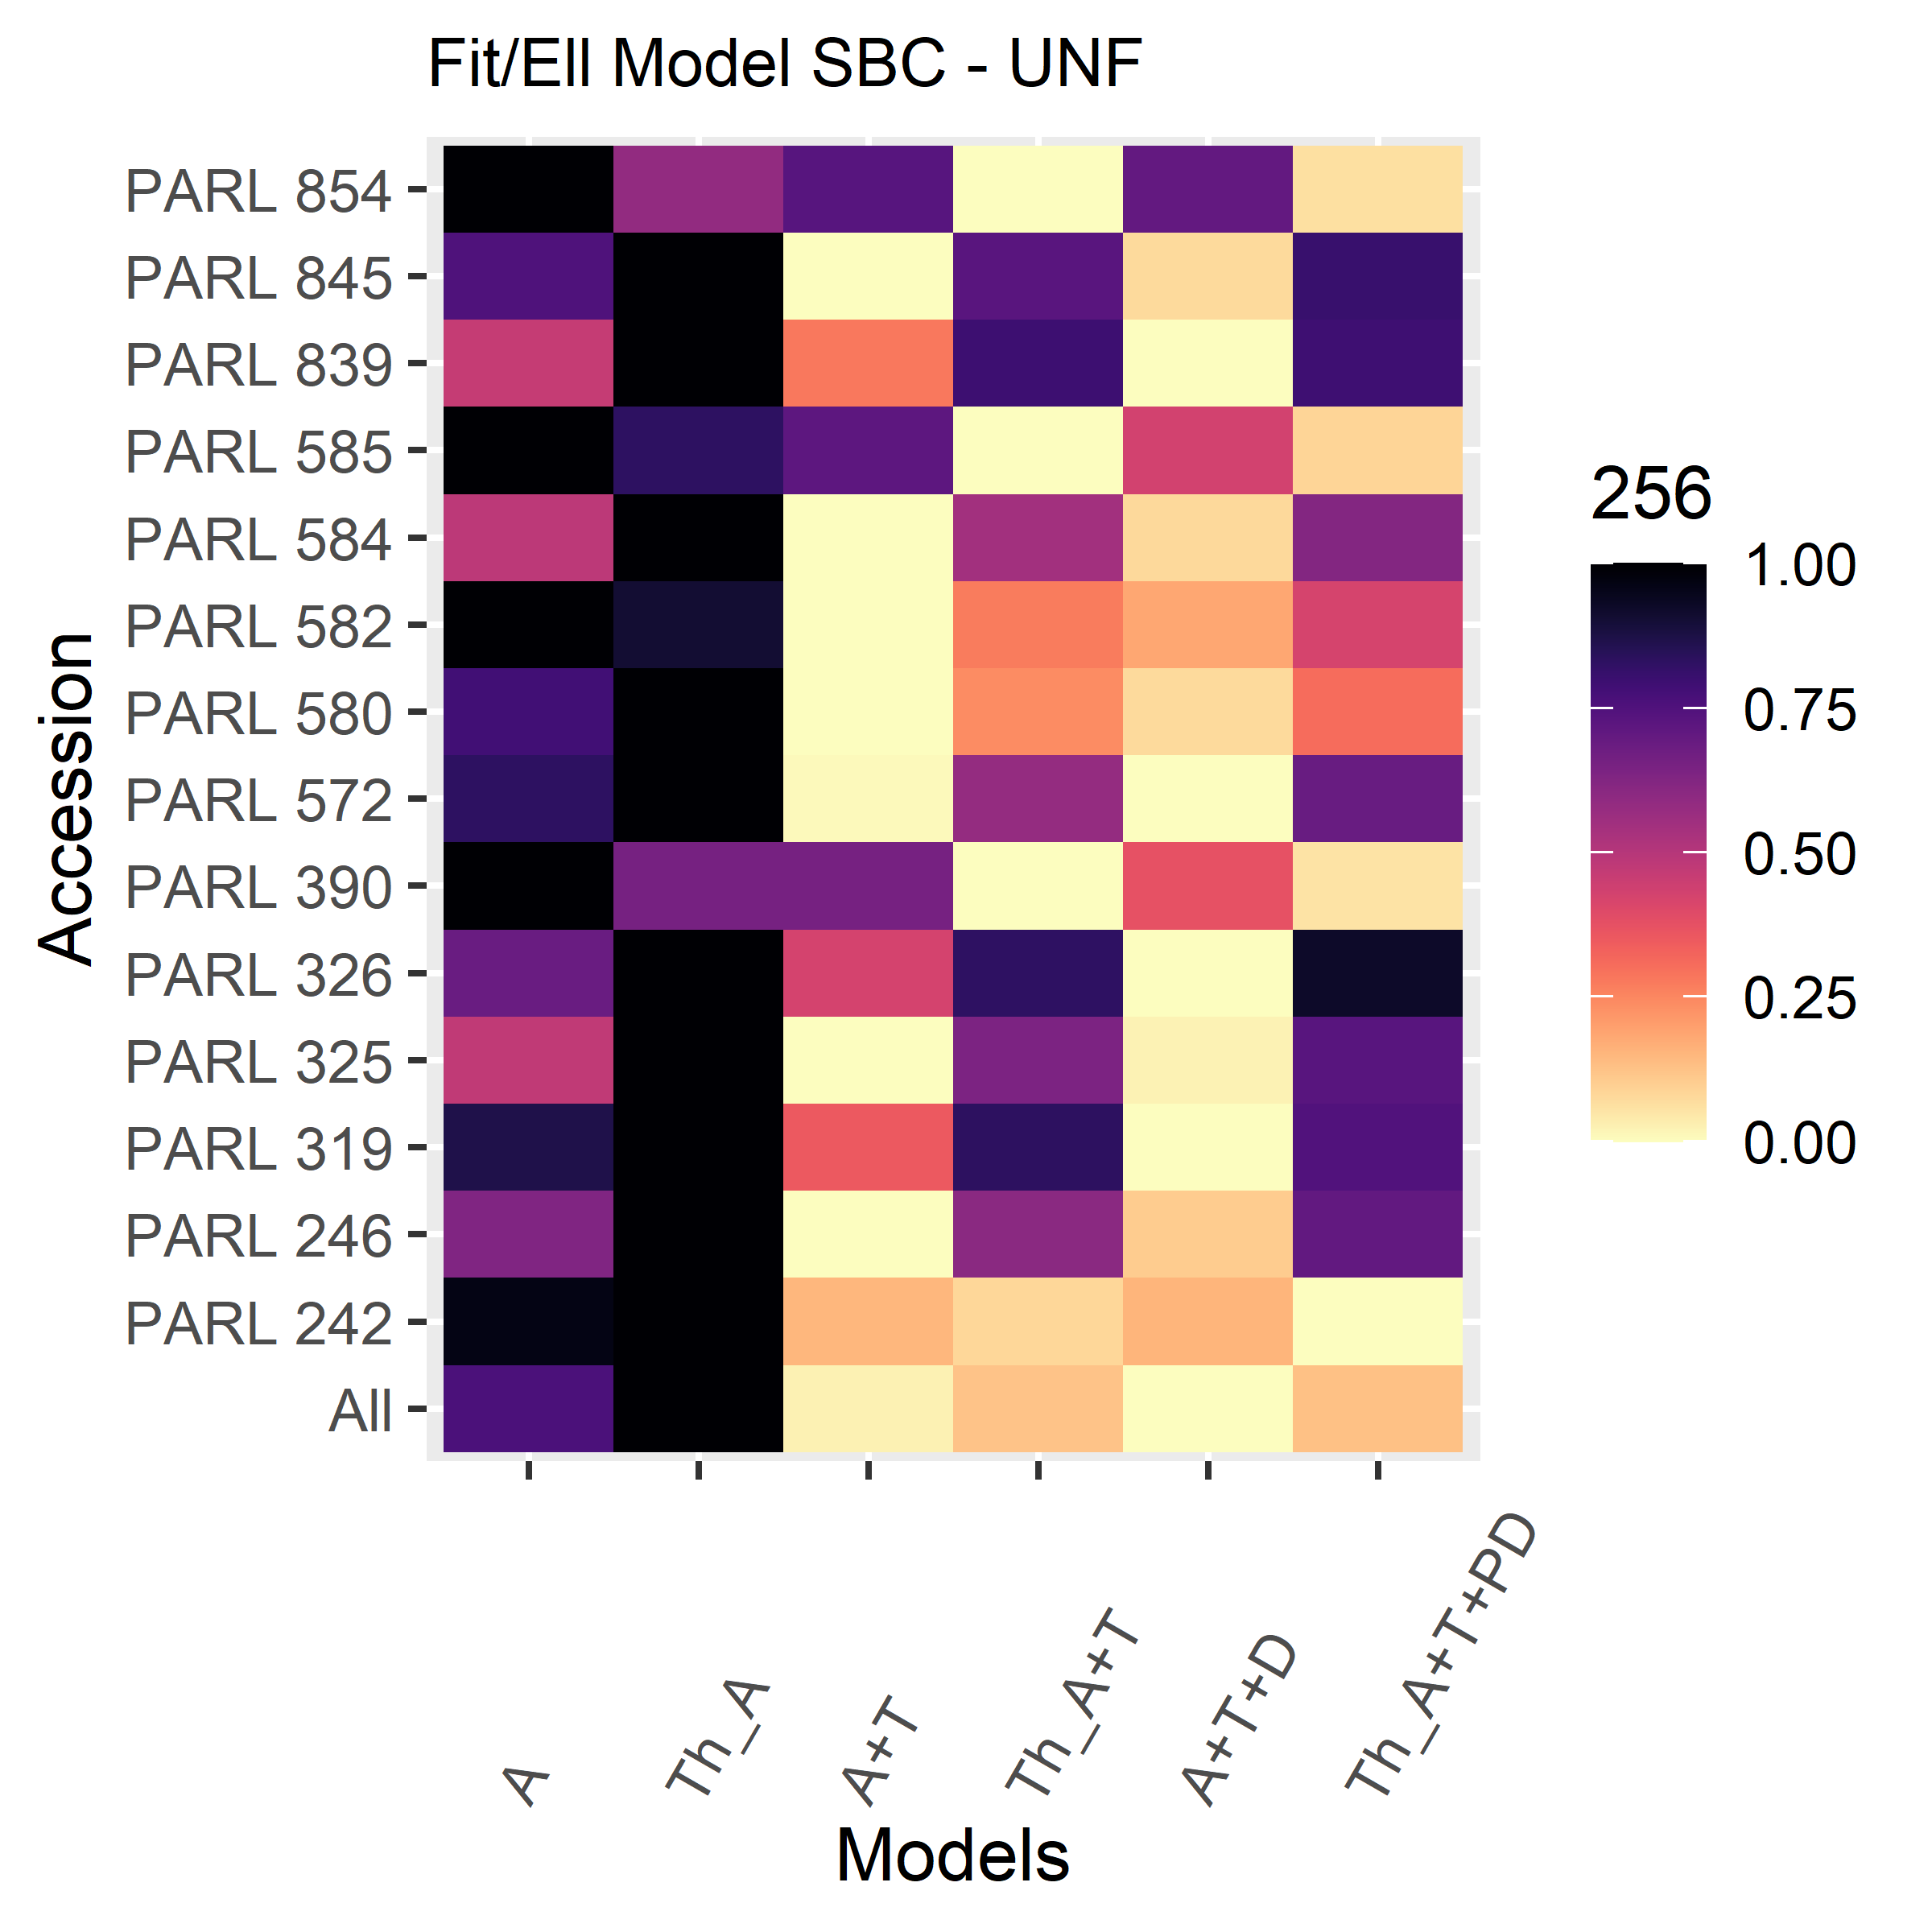 Fit/Ell Model SBC - UNF
Accession
PARL 854
PARL 845
PARL 839
PARL 585
PARL 584
PARL 582
PARL 580
PARL 572
PARL 390
PARL 326
PARL 325
PARL 319
PARL 246
PARL 242
All
A
Th_A
A+T
Th_A+T
A+T+D
Th_A+T+PD
Models
256
1.00
0.75
0.50
0.25
0.00